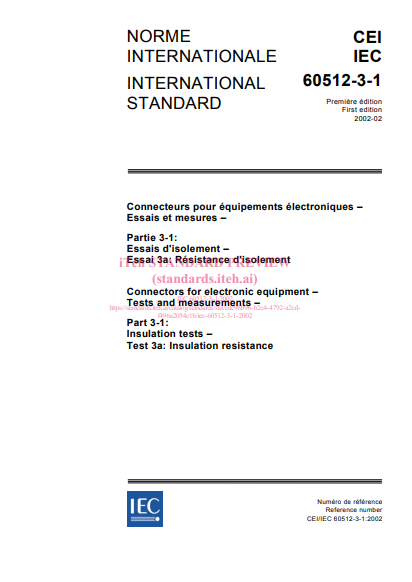 NORME
INTERNATIONALE
INTERNATIONAL
STANDARD
CEI
IEC
60512-3-1
Première édition
First edition
2002-02
Connecteurs pour équipements électroniques –
Essais et mesures –
Partie 3-1:
Essais d'isolement –
Essai 3a: Résistance d'isolement
iTeh STANDARD PREVIEW
(standards.iteh.ai)
Connectors for electronic equipment –
Tests and measurements –
Part 3-1:
Insulation tests –
Test 3a: Insulation resistance
IEC
Numéro de référence
Reference number
CEI/IEC 60512-3-1:2002